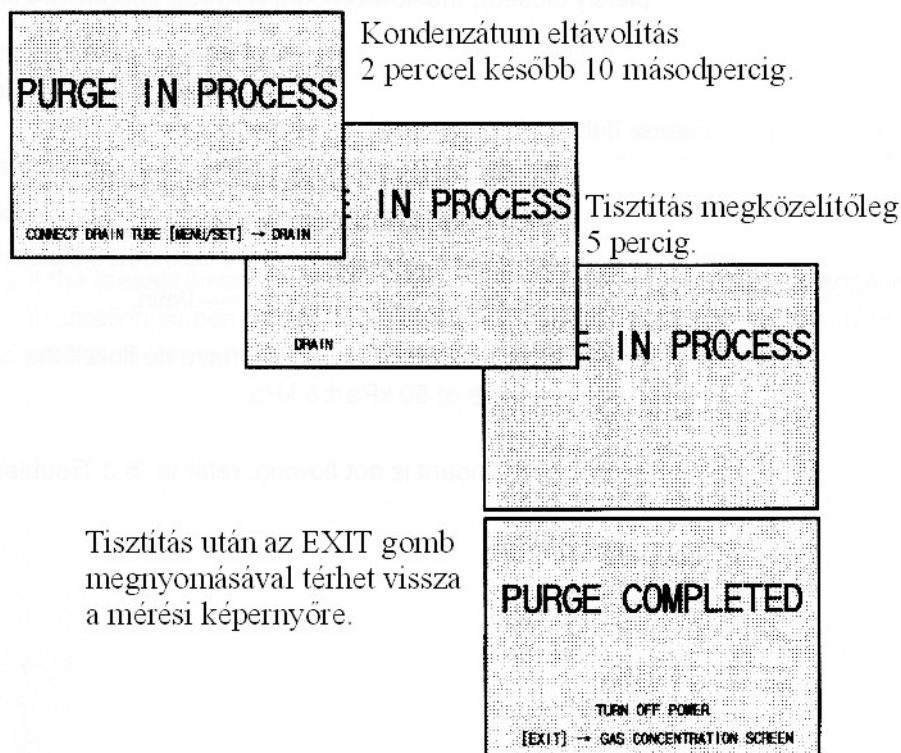 Kondenzátum eltávolítás
2 perccel később 10 másodpercig.
PURGE IN PROCESS
CONNECT DRAIN TUBE [MENU/SET] → DRAIN
E IN PROCESS
DRAIN
Tisztítás megközelítőleg
5 percig.
E IN PROCESS
Tisztítás után az EXIT gomb
megnyomásával térhet vissza
a mérési képernyőre.
PURGE COMPLETED
TURN OFF POWER
[EXIT] → GAS CONCENTRATION SCREEN